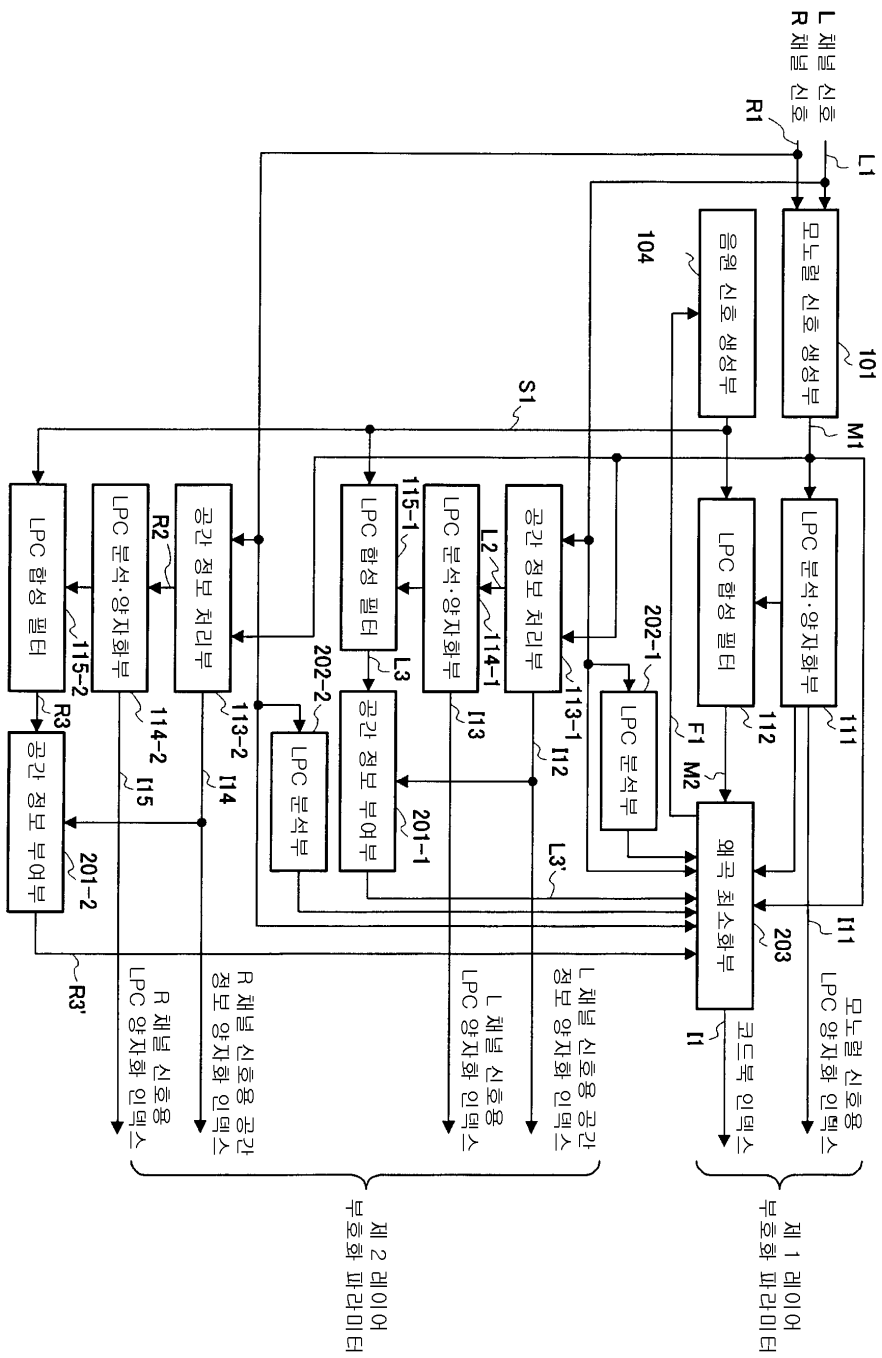 L 채널 신호
R 채널 신호
R1
L1
모노럴 신호 생성부
101
M1
음원 신호 생성부
104
S1
LPC 분석·양자화부
111
LPC 합성 필터
112
M2
F1
I11
모노럴 신호용
LPC 양자화 인덱스
왜곡 최소화부
203
I1
코드북 인덱스
제 1 레이어
부호화 파라미터
LPC 분석부
202-1
공간 정보 처리부
113-1
I12
L2
LPC 분석·양자화부
114-1
I13
LPC 합성 필터
115-1
L3
공간 정보 부여부
201-1
L3'
L 채널 신호용 공간
정보 양자화 인덱스
L 채널 신호용
LPC 양자화 인덱스
LPC 분석부
202-2
공간 정보 처리부
113-2
I14
R2
LPC 분석·양자화부
114-2
I15
LPC 합성 필터
115-2
R3
공간 정보 부여부
201-2
R3'
R 채널 신호용 공간
정보 양자화 인덱스
R 채널 신호용
LPC 양자화 인덱스
제 2 레이어
부호화 파라미터